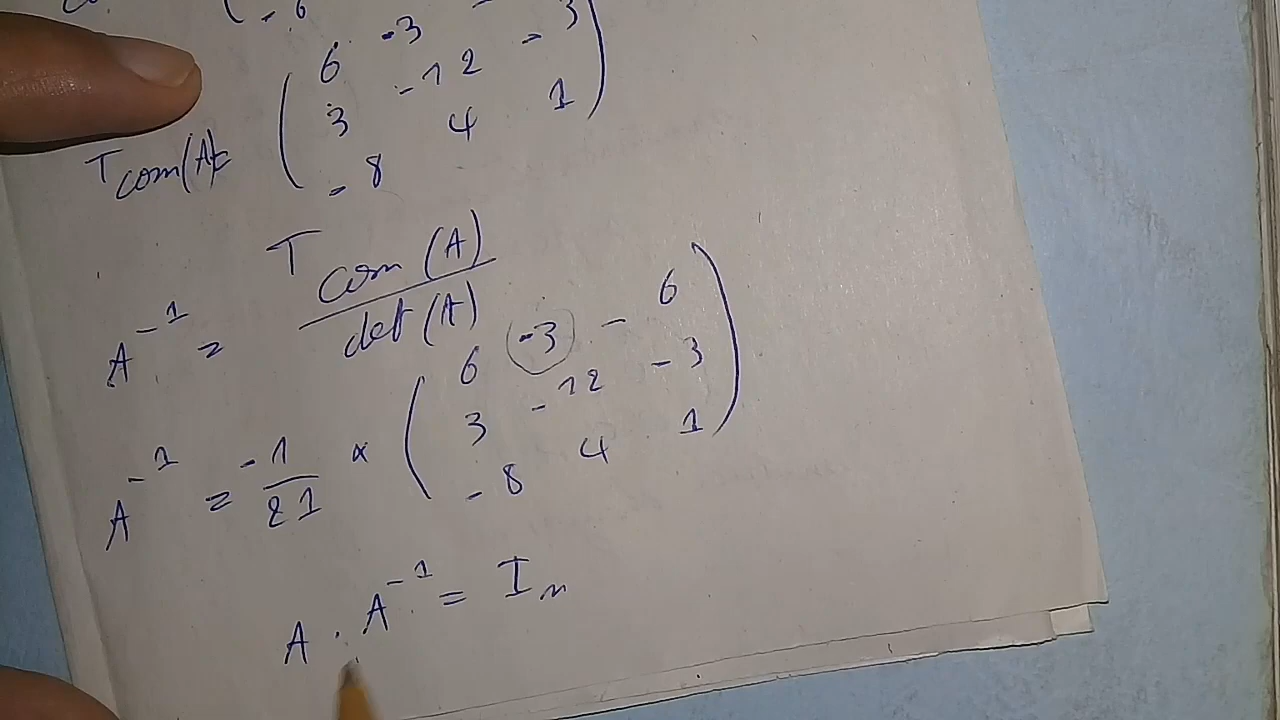 6 -3 -
3 -12 - 3
- 8 4 1
T com(A)=
A⁻¹ = T com(A) / det(A)
A⁻¹ = -1/21 × ( 6 -3 - 6
3 - 12 - 3
- 8 4 1 )
A . A⁻¹ = I n